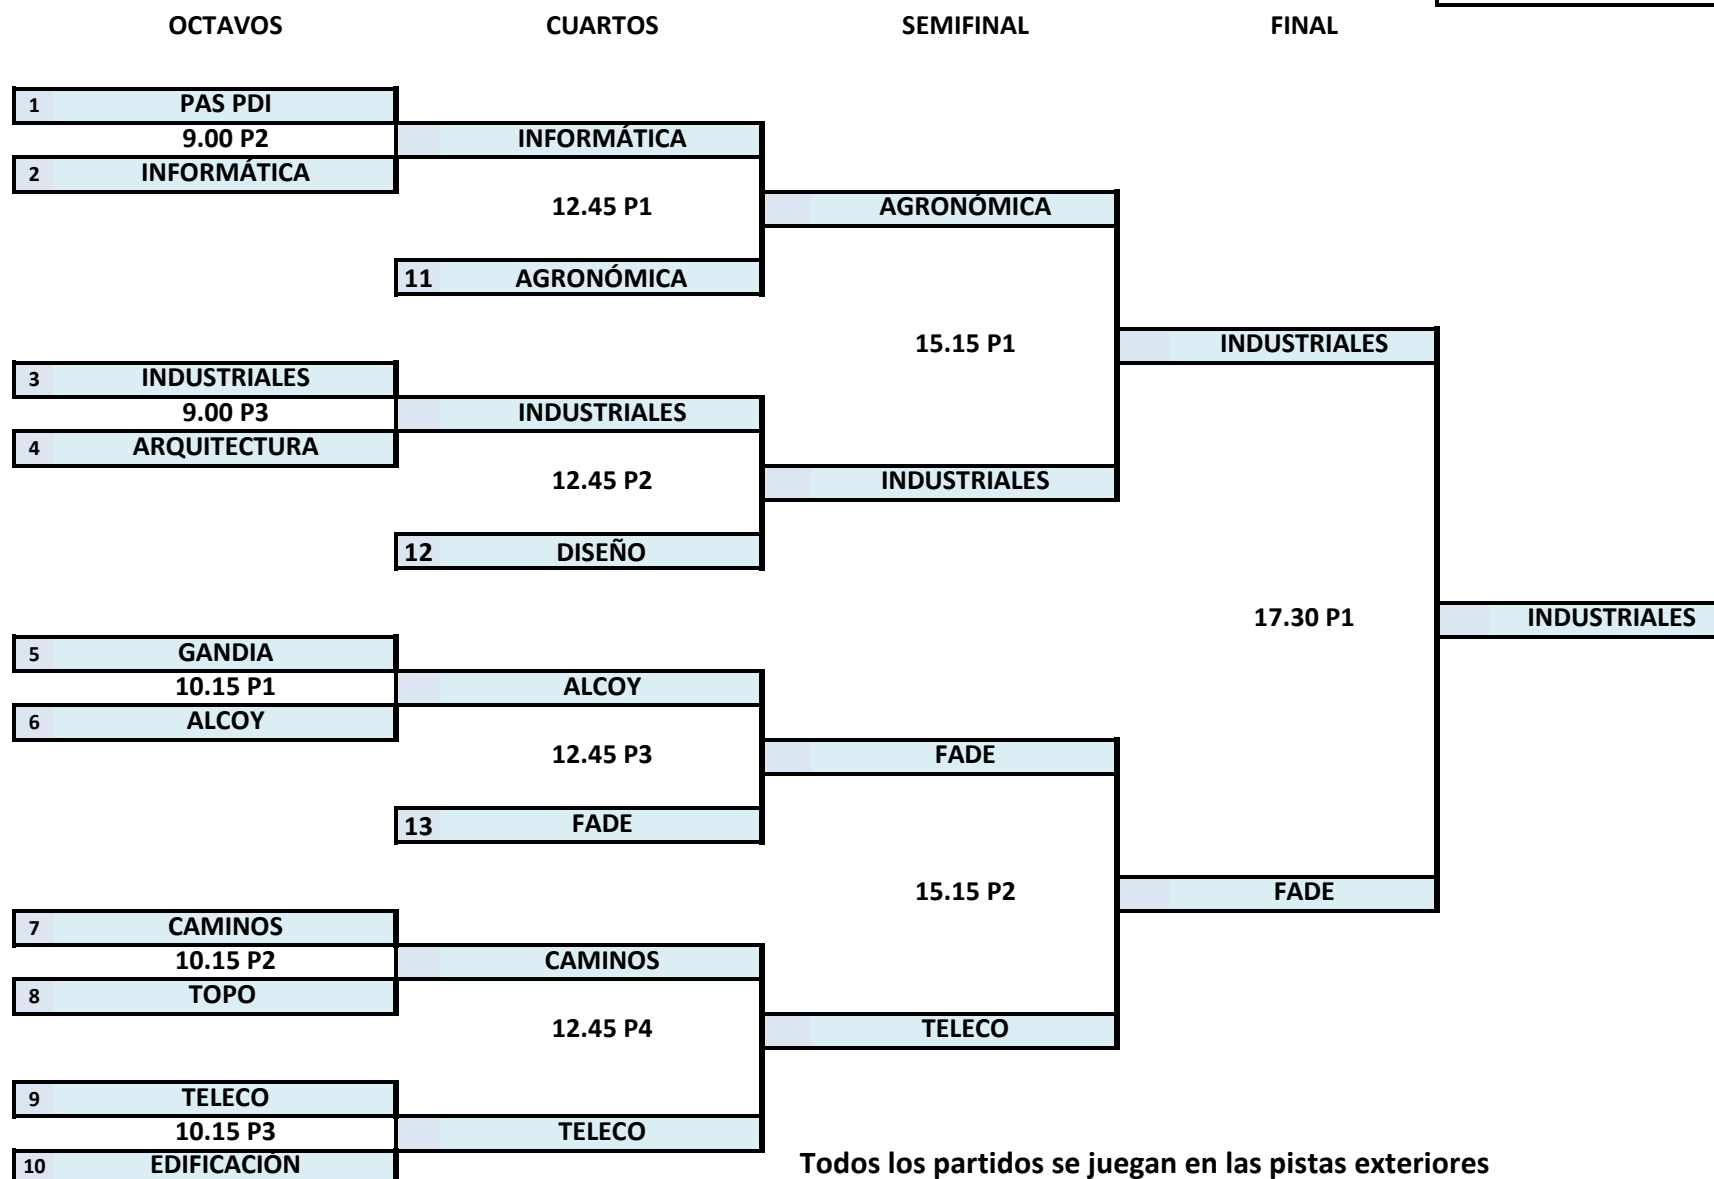 OCTAVOS CUARTOS SEMIFINAL FINAL
1 PAS PDI
9.00 P2 INFORMÁTICA
2 INFORMÁTICA
12.45 P1 AGRONÓMICA
11 AGRONÓMICA
15.15 P1 INDUSTRIALES
3 INDUSTRIALES
9.00 P3 INDUSTRIALES
4 ARQUITECTURA
12.45 P2 INDUSTRIALES
12 DISEÑO
17.30 P1 INDUSTRIALES
5 GANDIA
10.15 P1 ALCOY
6 ALCOY
12.45 P3 FADE
13 FADE
15.15 P2 FADE
7 CAMINOS
10.15 P2 CAMINOS
8 TOPO
12.45 P4 TELECO
9 TELECO
10.15 P3 TELECO
10 EDIFICACIÓN Todos los partidos se juegan en las pistas exteriores